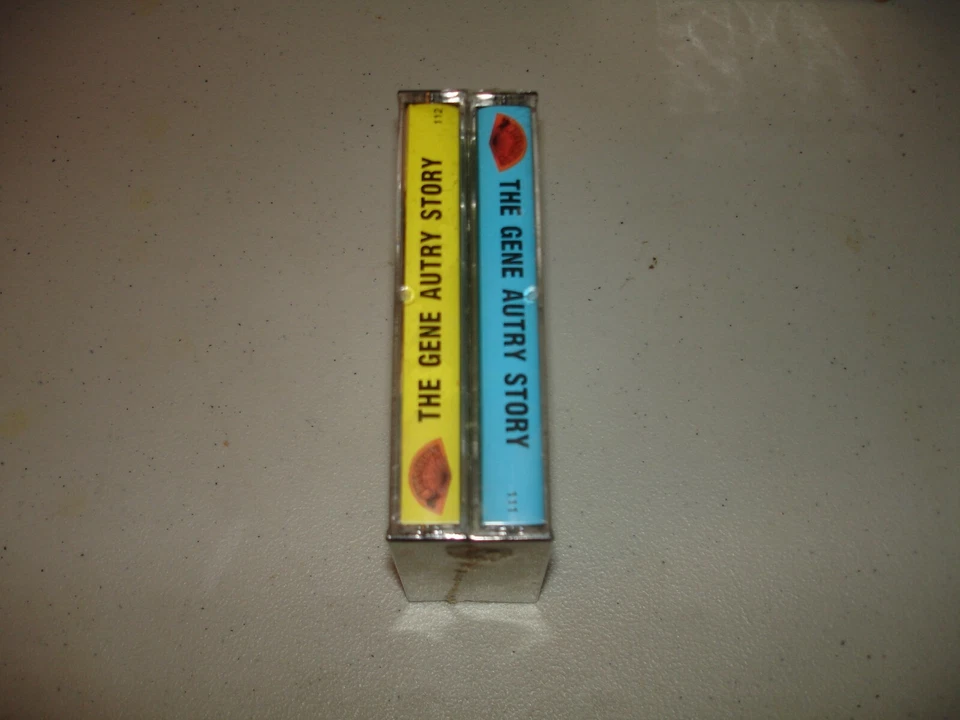 THE GENE AUTRY STORY
112
THE GENE AUTRY STORY
111